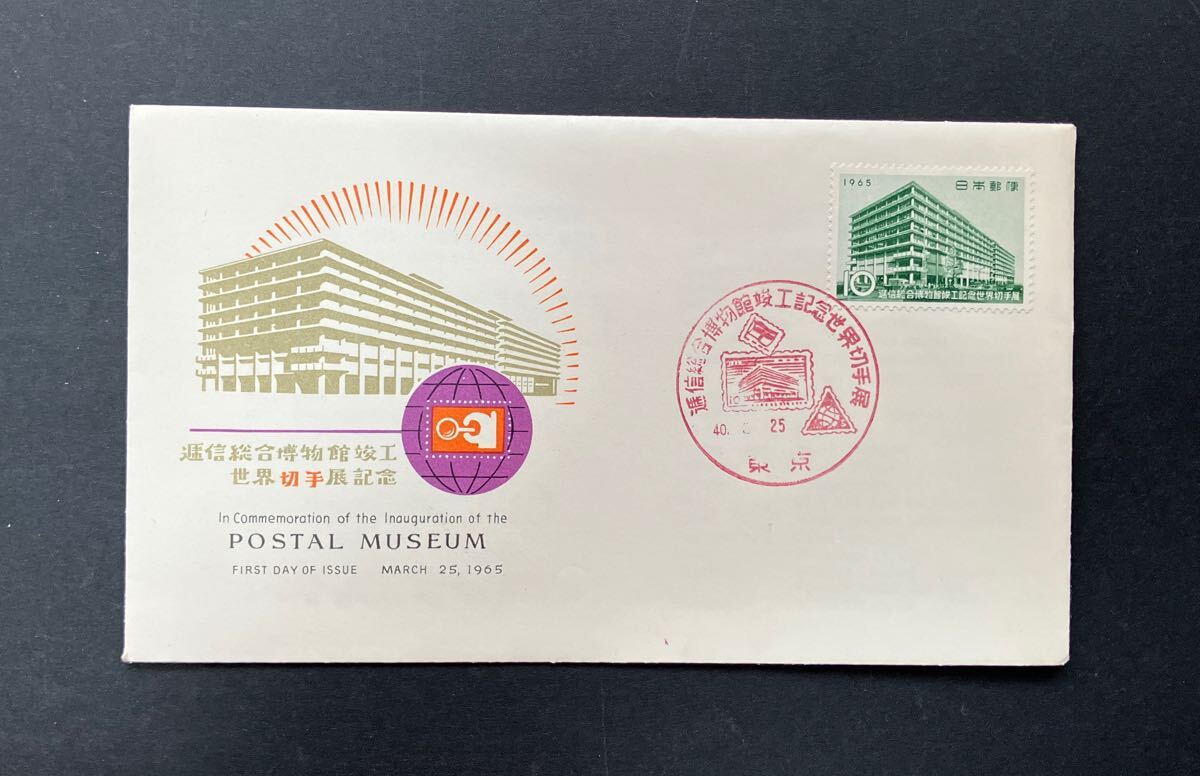 逓信総合博物館竣工
世界切手展記念
In Commemoration of the Inauguration of the
POSTAL MUSEUM
FIRST DAY OF ISSUE MARCH 25, 1965
1965 日本郵便
10
逓信総合博物館竣工記念世界切手展
逓信総合博物館竣工記念世界切手展
10
40. 25
東京